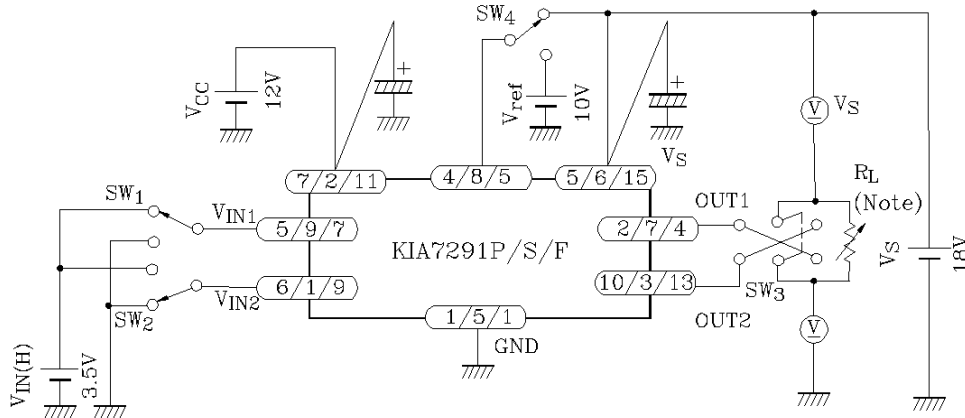 SW4
+
+
VCC
12V
Vref
10V
VS
V
VS
7/2/11
4/8/5
5/6/15
RL
(Note)
SW1
VIN1
5/9/7
KIA7291P/S/F
2/7/4
OUT1
VS
18V
SW2
VIN2
6/1/9
10/3/13
SW3
OUT2
1/5/1
GND
V
VIN(H)
3.5V